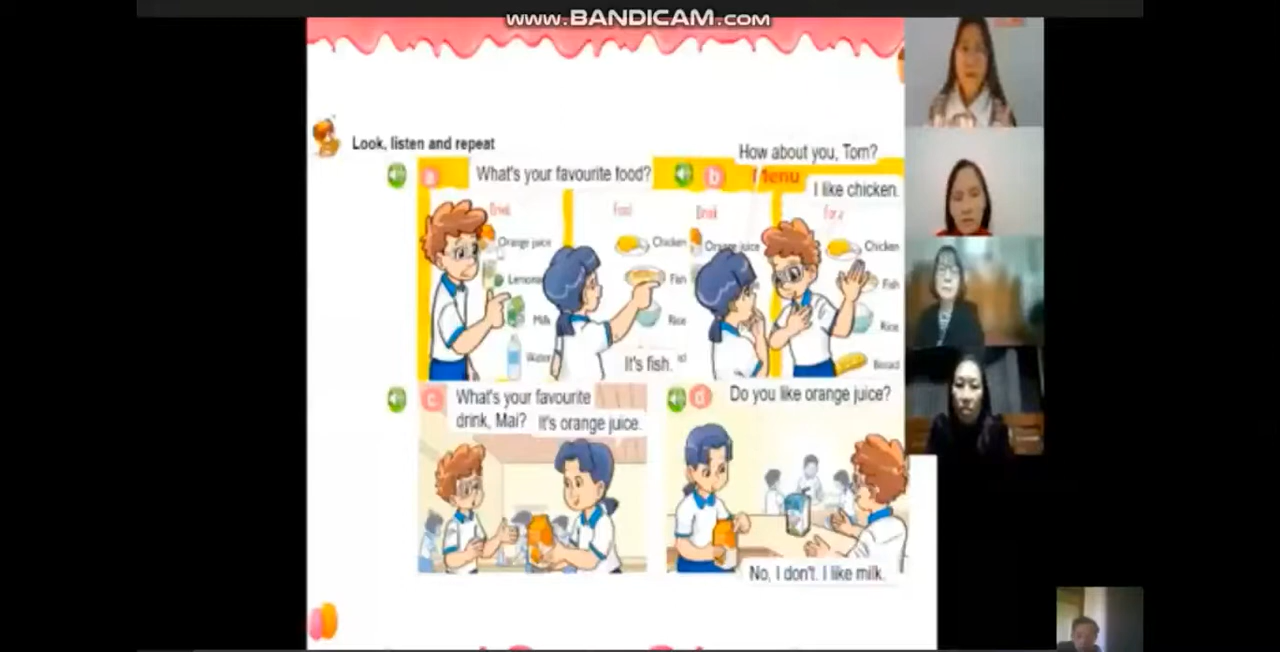 WWW.BANDICAM.COM
Look, listen and repeat
a
What's your favourite food?
Drink
Food
Orange juice
Chicken
Fish
Milk
Rice
Water
It's fish.
How about you, Tom?
b
Menu
I like chicken.
Drink
Orange juice
Chicken
Fish
Rice
Bread
c
What's your favourite
drink, Mai?
It's orange juice.
d
Do you like orange juice?
No, I don't. I like milk.